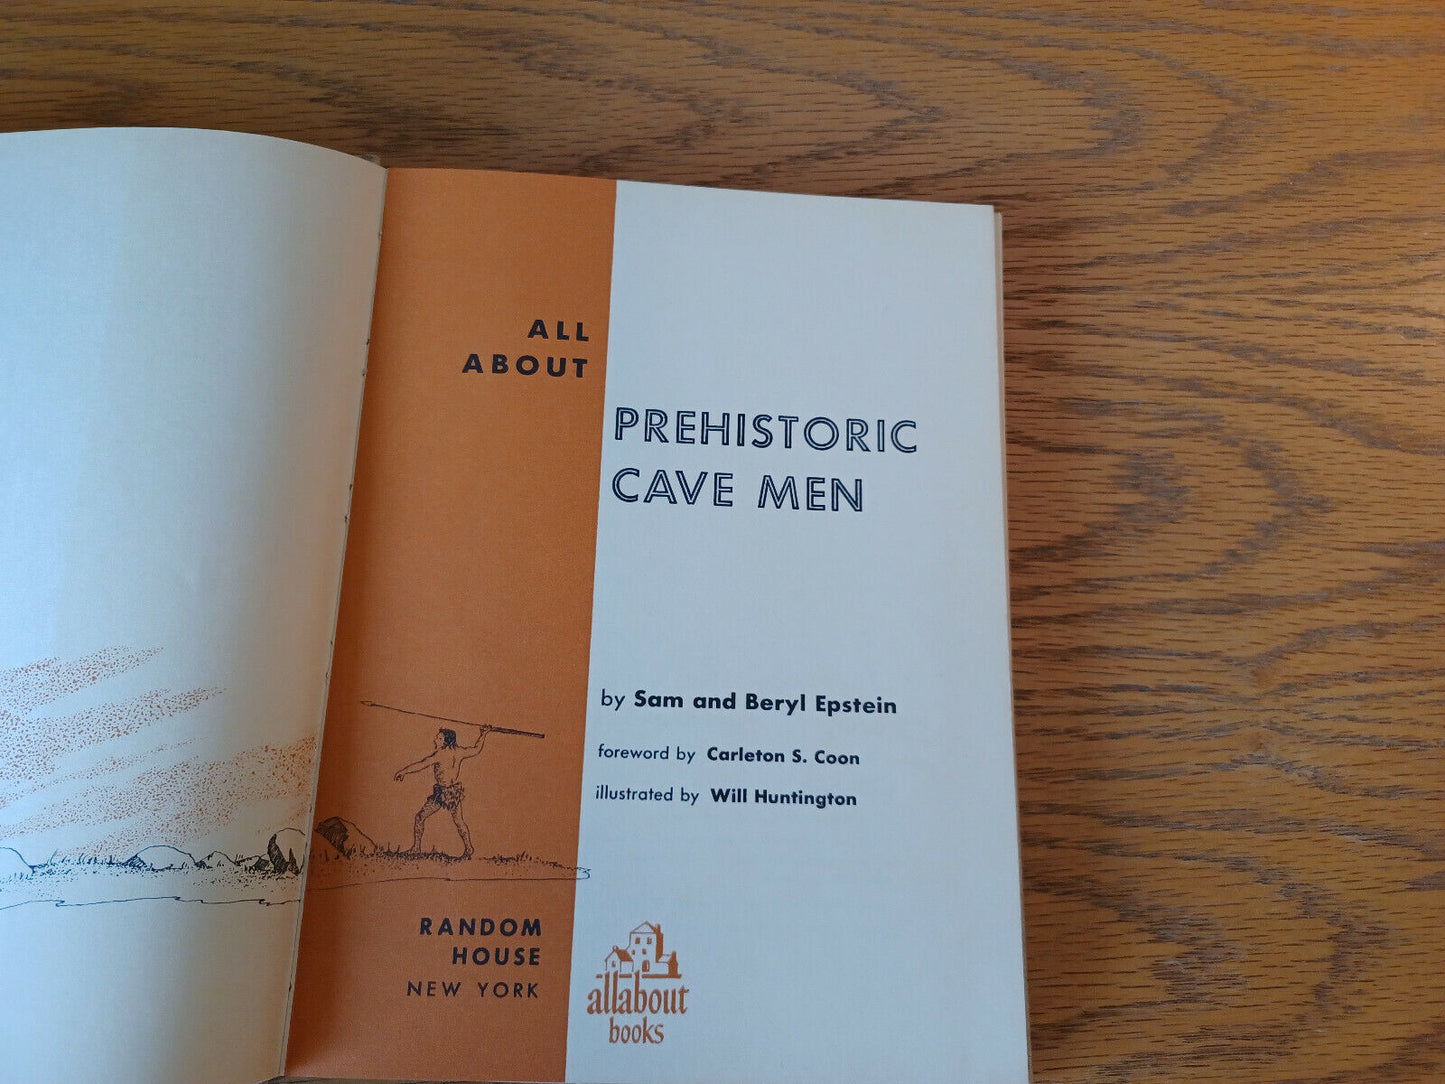 ALL
ABOUT
PREHISTORIC
CAVE MEN
by Sam and Beryl Epstein
foreword by Carleton S. Coon
illustrated by Will Huntington
RANDOM
HOUSE
NEW YORK
allabout
books